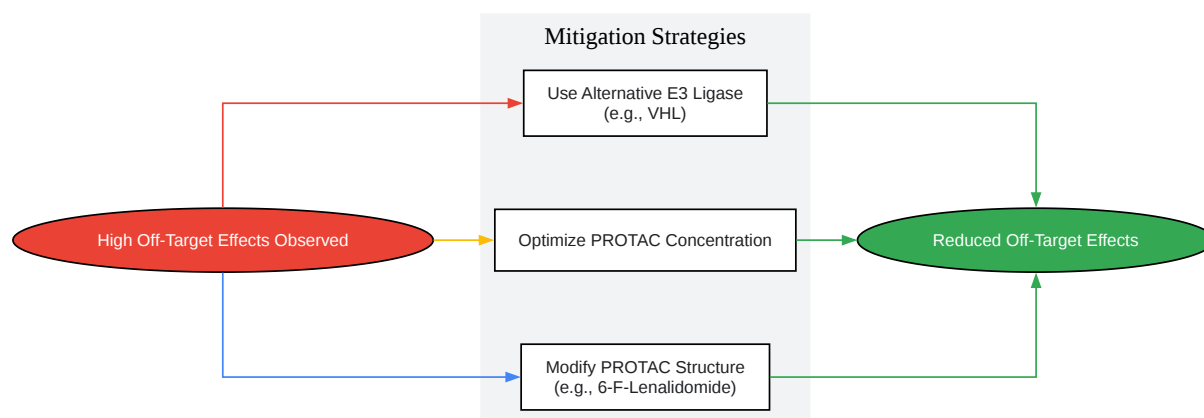 Mitigation Strategies
Use Alternative E3 Ligase
(e.g., VHL)
High Off-Target Effects Observed
Optimize PROTAC Concentration
Reduced Off-Target Effects
Modify PROTAC Structure
(e.g., 6-F-Lenalidomide)